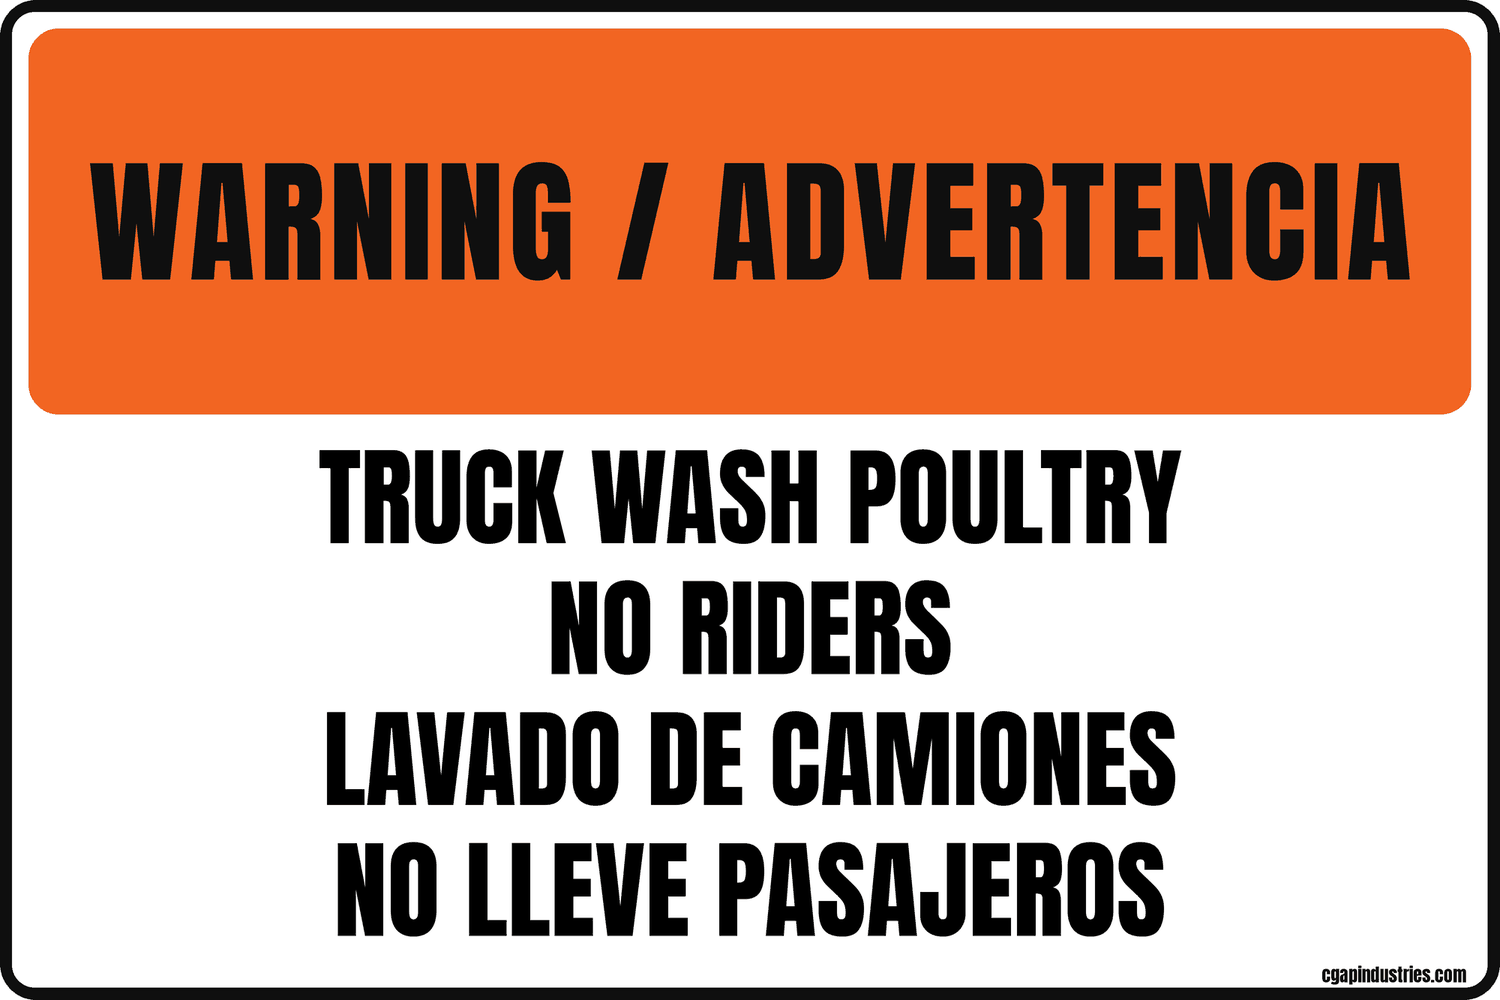 WARNING / ADVERTENCIA
TRUCK WASH POULTRY
NO RIDERS
LAVADO DE CAMIONES
NO LLEVE PASAJEROS
cgapindustries.com